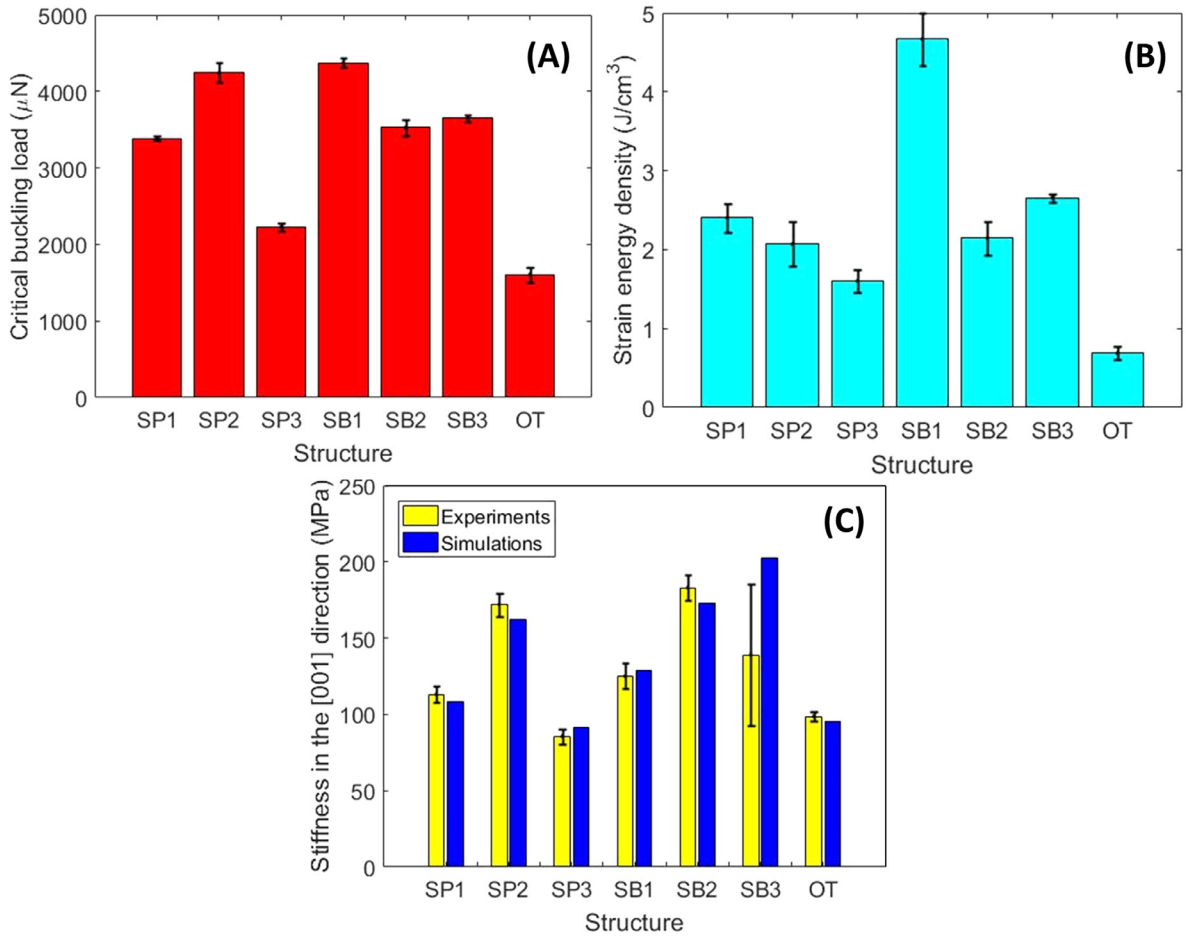 (A)
Critical buckling load (μN)
5000
4000
3000
2000
1000
0
SP1 SP2 SP3 SB1 SB2 SB3 OT
Structure
(B)
Strain energy density (J/cm³)
5
4
3
2
1
0
SP1 SP2 SP3 SB1 SB2 SB3 OT
Structure
(C)
Stiffness in the [001] direction (MPa)
250
200
150
100
50
0
Experiments
Simulations
SP1 SP2 SP3 SB1 SB2 SB3 OT
Structure